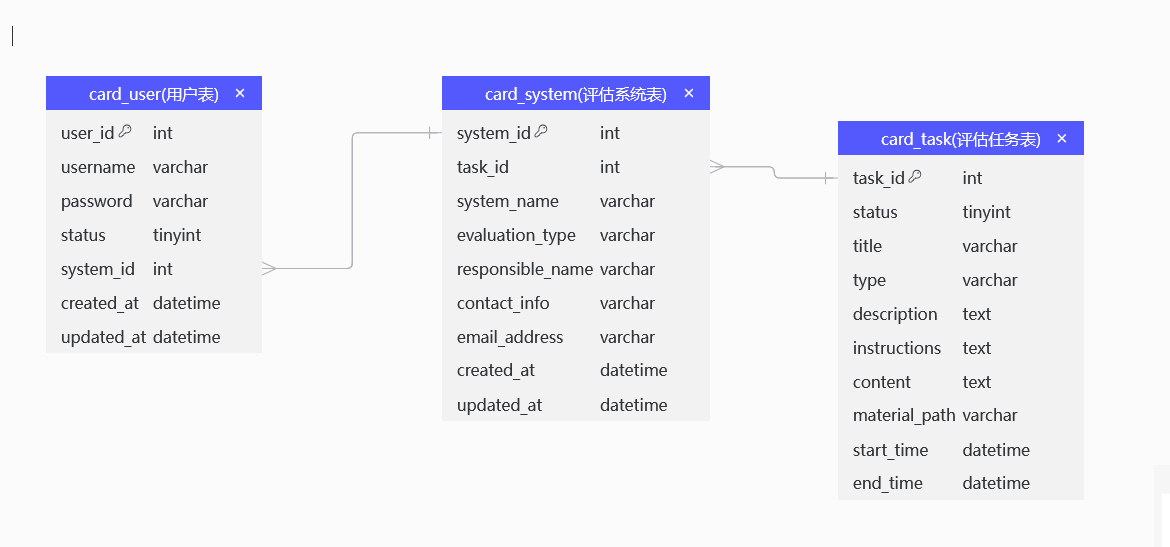 card_user(用户表) ×
user_id int
username varchar
password varchar
status tinyint
system_id int
created_at datetime
updated_at datetime
card_system(评估系统表) ×
system_id int
task_id int
system_name varchar
evaluation_type varchar
responsible_name varchar
contact_info varchar
email_address varchar
created_at datetime
updated_at datetime
card_task(评估任务表) ×
task_id int
status tinyint
title varchar
type varchar
description text
instructions text
content text
material_path varchar
start_time datetime
end_time datetime